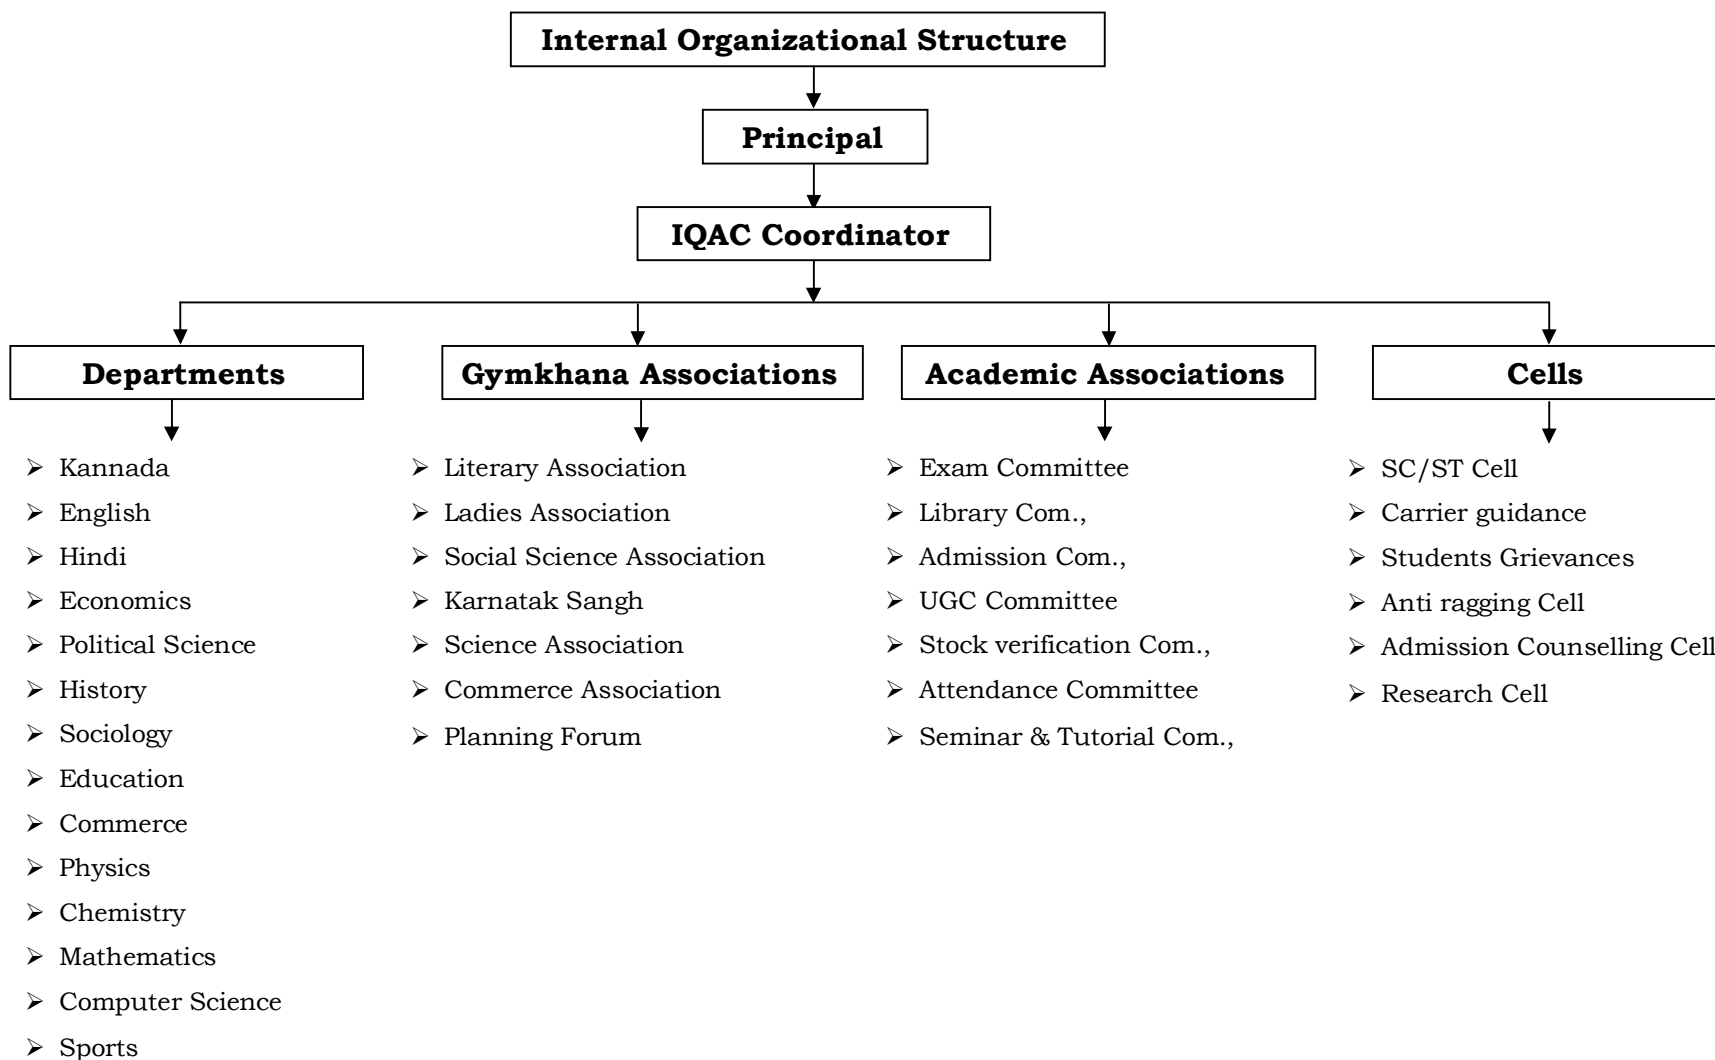 Internal Organizational Structure
Principal
IQAC Coordinator
Departments
➢ Kannada
➢ English
➢ Hindi
➢ Economics
➢ Political Science
➢ History
➢ Sociology
➢ Education
➢ Commerce
➢ Physics
➢ Chemistry
➢ Mathematics
➢ Computer Science
➢ Sports
Gymkhana Associations
➢ Literary Association
➢ Ladies Association
➢ Social Science Association
➢ Karnatak Sangh
➢ Science Association
➢ Commerce Association
➢ Planning Forum
Academic Associations
➢ Exam Committee
➢ Library Com.,
➢ Admission Com.,
➢ UGC Committee
➢ Stock verification Com.,
➢ Attendance Committee
➢ Seminar & Tutorial Com.,
Cells
➢ SC/ST Cell
➢ Carrier guidance
➢ Students Grievances
➢ Anti ragging Cell
➢ Admission Counselling Cell
➢ Research Cell